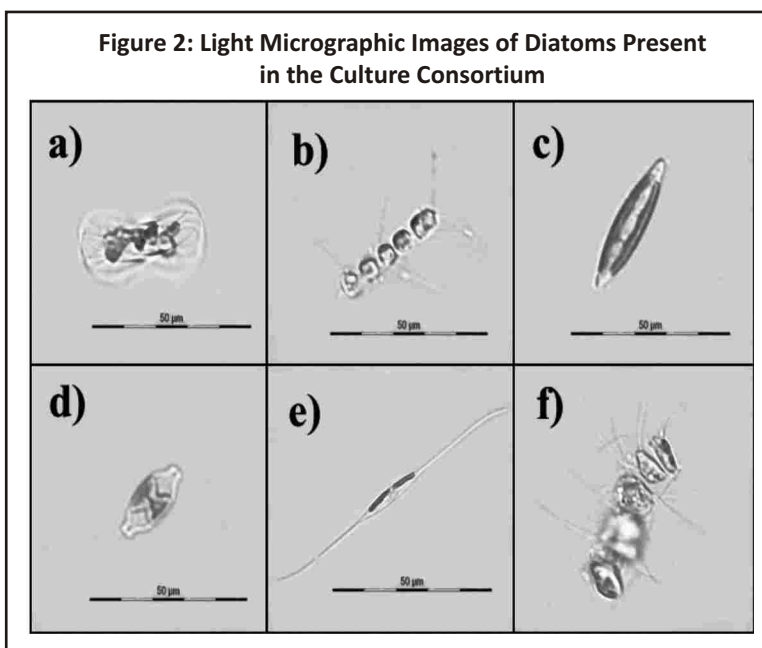 Figure 2: Light Micrographic Images of Diatoms Present
in the Culture Consortium
a)
b)
c)
50 µm
50 µm
50 µm
d)
e)
f)
50 µm
50 µm